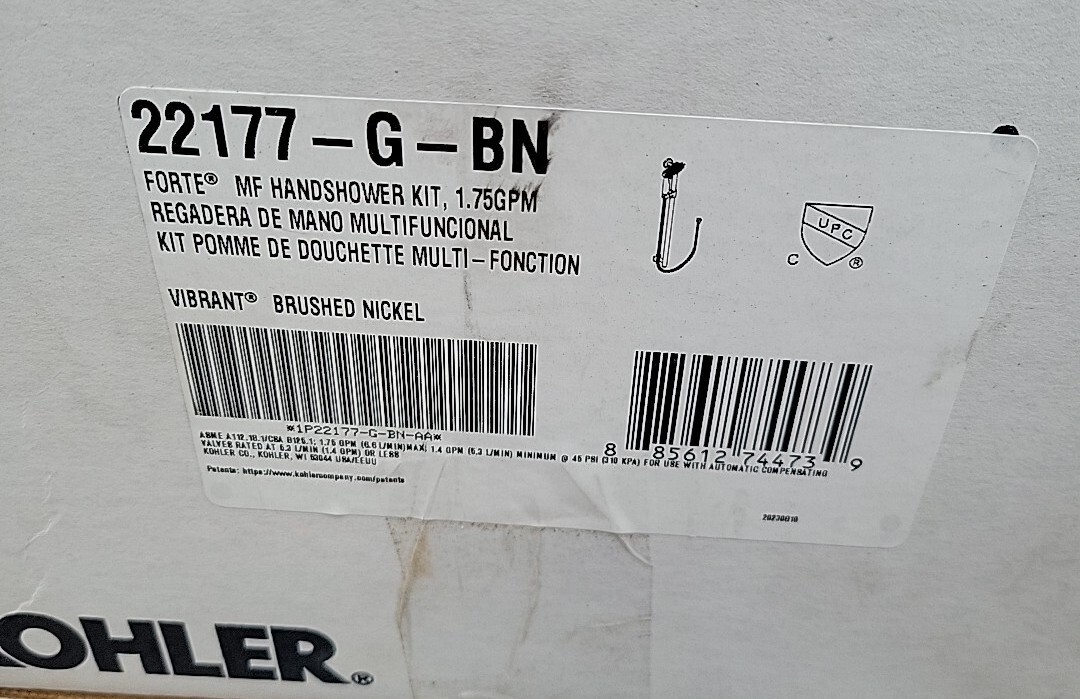 22177-G-BN
FORTE® MF HANDSHOWER KIT, 1.75GPM
REGADERA DE MANO MULTIFUNCIONAL
KIT POMME DE DOUCHETTE MULTI-FONCTION
UPC
C ®
VIBRANT® BRUSHED NICKEL
*1P22177-G-BN-AA*
8 85612 74473 9
ASME A112.18.1/CSA B125.1; 1.75 GPM (6.6 L/MIN)MAX; 1.4 GPM (5.3 L/MIN) MINIMUM @ 45 PSI (310 KPA) FOR USE WITH AUTOMATIC COMPENSATING
VALVES RATED AT 5.3 L/MIN (1.4 GPM) OR LESS
KOHLER CO., KOHLER, WI 53044 USA/EEUU
Patents: https://www.kohlercompany.com/patents
KOHLER®